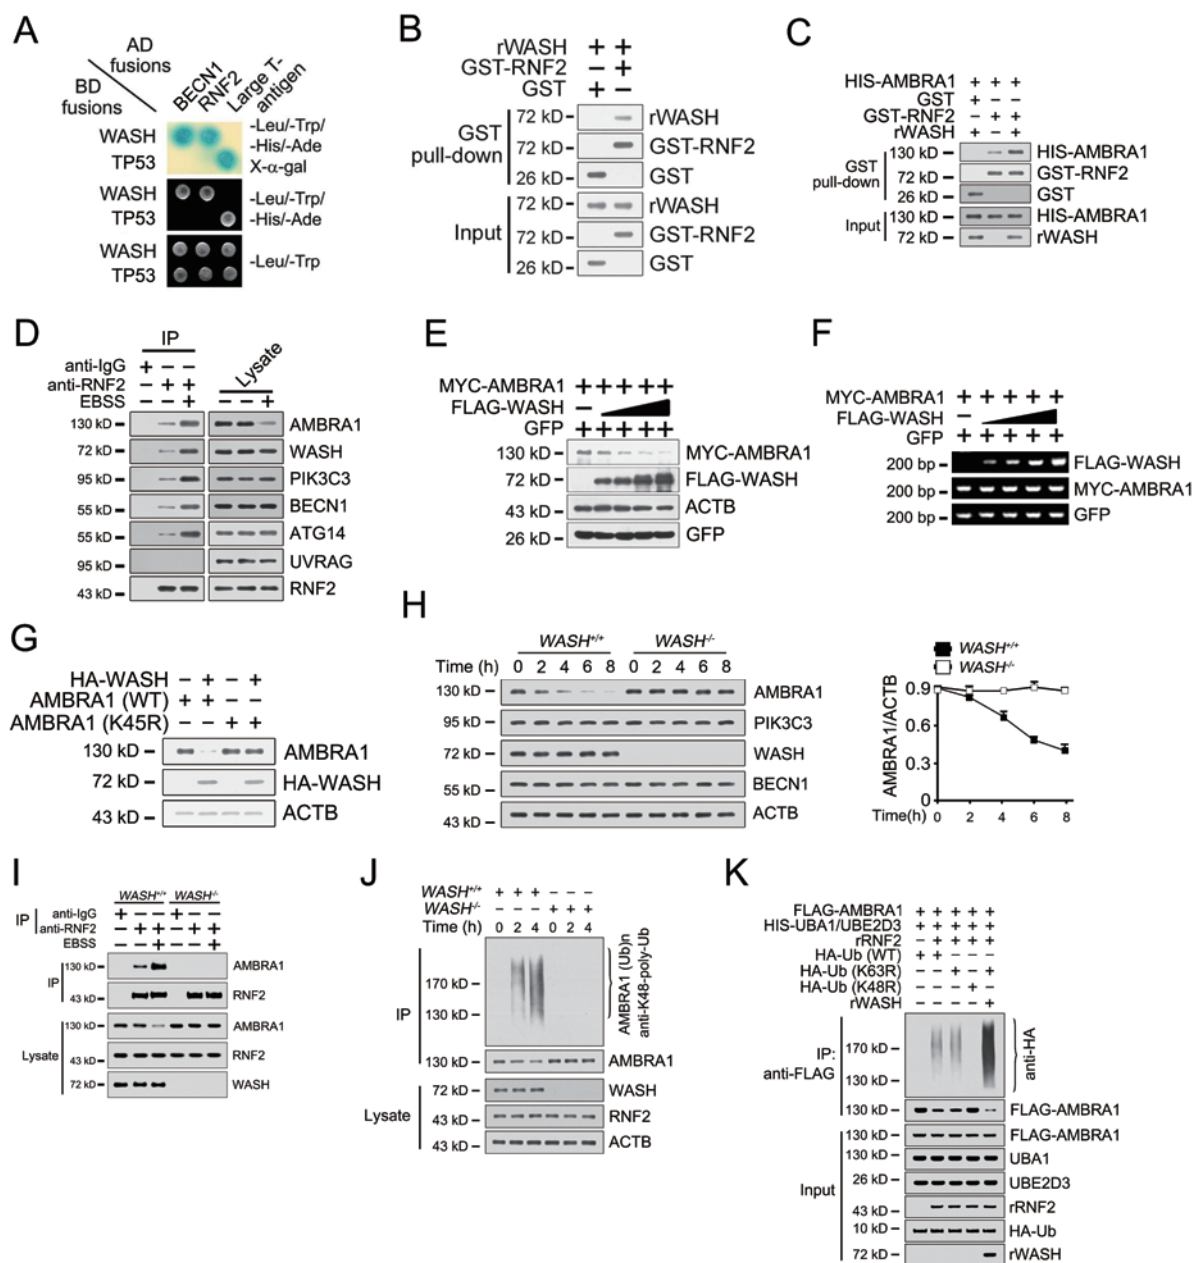 A
AD
fusions
BD
fusions
BECN1
RNF2
Large T-
antigen
WASH
TP53
-Leu/-Trp/
-His/-Ade
X-α-gal
WASH
TP53
-Leu/-Trp/
-His/-Ade
WASH
TP53
-Leu/-Trp
B
rWASH + +
GST-RNF2 − +
GST + −
GST
pull-down
72 kD rWASH
72 kD GST-RNF2
26 kD GST
Input
72 kD rWASH
72 kD GST-RNF2
26 kD GST
C
HIS-AMBRA1 + + +
GST + − −
GST-RNF2 − + +
rWASH + − +
GST
pull-down
130 kD HIS-AMBRA1
72 kD GST-RNF2
26 kD GST
Input
130 kD HIS-AMBRA1
72 kD rWASH
D
IP
Lysate
anti-IgG + − −
anti-RNF2 − + +
EBSS − − + − − +
130 kD AMBRA1
72 kD WASH
95 kD PIK3C3
55 kD BECN1
55 kD ATG14
95 kD UVRAG
43 kD RNF2
E
MYC-AMBRA1 + + + + +
FLAG-WASH −
GFP + + + + +
130 kD MYC-AMBRA1
72 kD FLAG-WASH
43 kD ACTB
26 kD GFP
F
MYC-AMBRA1 + + + + +
FLAG-WASH −
GFP + + + + +
200 bp FLAG-WASH
200 bp MYC-AMBRA1
200 bp GFP
G
HA-WASH − + − +
AMBRA1 (WT) + + − −
AMBRA1 (K45R) − − + +
130 kD AMBRA1
72 kD HA-WASH
43 kD ACTB
H
WASH+/+ WASH-/-
Time (h) 0 2 4 6 8 0 2 4 6 8
130 kD AMBRA1
95 kD PIK3C3
72 kD WASH
55 kD BECN1
43 kD ACTB
WASH+/+
WASH-/-
AMBRA1/ACTB
0.9
0.6
0.3
0
Time(h) 0 2 4 6 8
I
WASH+/+ WASH-/-
IP
anti-IgG + − − + − −
anti-RNF2 − + + − + +
EBSS − − + − − +
IP
130 kD AMBRA1
43 kD RNF2
Lysate
130 kD AMBRA1
43 kD RNF2
72 kD WASH
J
WASH+/+ + + + − − −
WASH-/- − − − + + +
Time (h) 0 2 4 0 2 4
IP
170 kD
130 kD
AMBRA1 (Ub)n
anti-K48-poly-Ub
130 kD AMBRA1
Lysate
72 kD WASH
43 kD RNF2
43 kD ACTB
K
FLAG-AMBRA1 + + + + +
HIS-UBA1/UBE2D3 + + + + +
rRNF2 − + + + +
HA-Ub (WT) + + − − −
HA-Ub (K63R) − − + − +
HA-Ub (K48R) − − − + −
rWASH − − − − +
IP:
anti-FLAG
170 kD
130 kD
anti-HA
130 kD FLAG-AMBRA1
Input
130 kD FLAG-AMBRA1
130 kD UBA1
26 kD UBE2D3
43 kD rRNF2
10 kD HA-Ub
72 kD rWASH